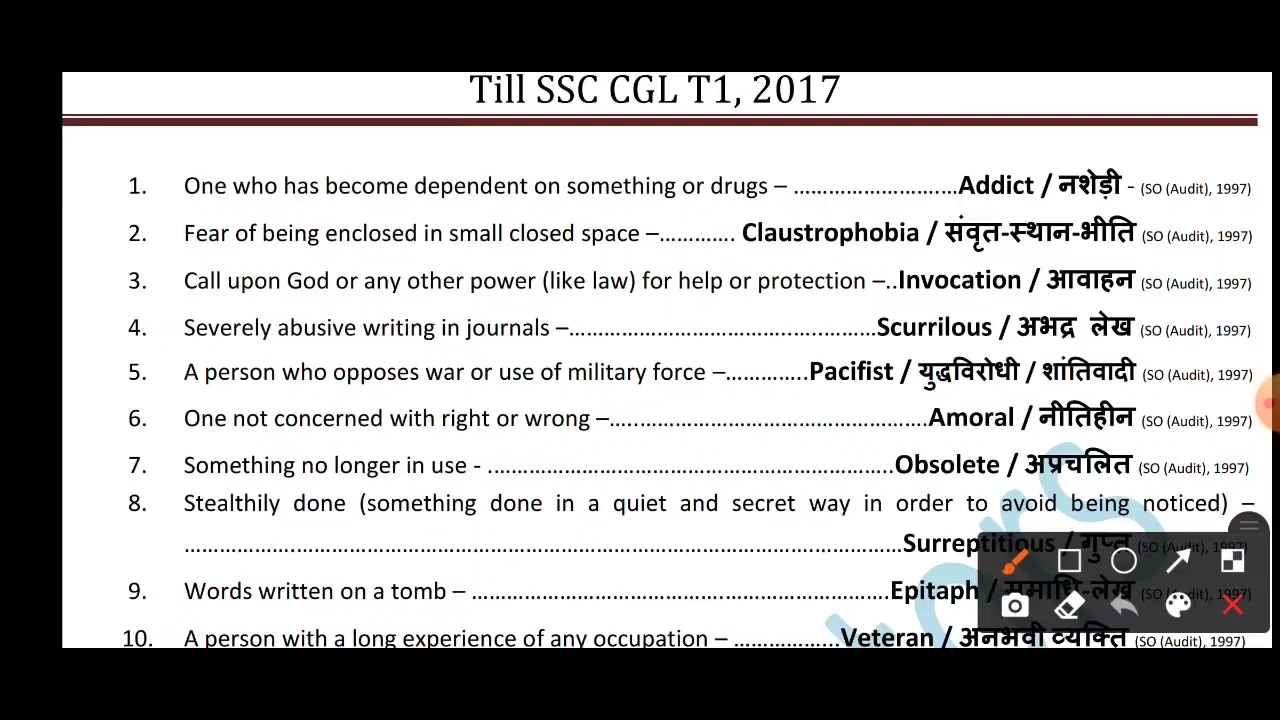 Till SSC CGL T1, 2017
1. One who has become dependent on something or drugs – ……………………….…Addict / नशेड़ी - (SO (Audit), 1997)
2. Fear of being enclosed in small closed space –…………. Claustrophobia / संवृत-स्थान-भीति (SO (Audit), 1997)
3. Call upon God or any other power (like law) for help or protection –..Invocation / आवाहन (SO (Audit), 1997)
4. Severely abusive writing in journals –……………………………..…..………Scurrilous / अभद्र लेख (SO (Audit), 1997)
5. A person who opposes war or use of military force –…………..Pacifist / युद्धविरोधी / शांतिवादी (SO (Audit), 1997)
6. One not concerned with right or wrong –…..……………………………………….Amoral / नीतिहीन (SO (Audit), 1997)
7. Something no longer in use - ..……………………………………………………..Obsolete / अप्रचलित (SO (Audit), 1997)
8. Stealthily done (something done in a quiet and secret way in order to avoid being noticed) –
………………..………………………………………………………….…………Surreptitious / गुप्त (SO (Audit), 1997)
9. Words written on a tomb – ……………………………………………………….Epitaph / समाधि-लेख (SO (Audit), 1997)
10. A person with a long experience of any occupation – ……………...Veteran / अनुभवी व्यक्ति (SO (Audit), 1997)